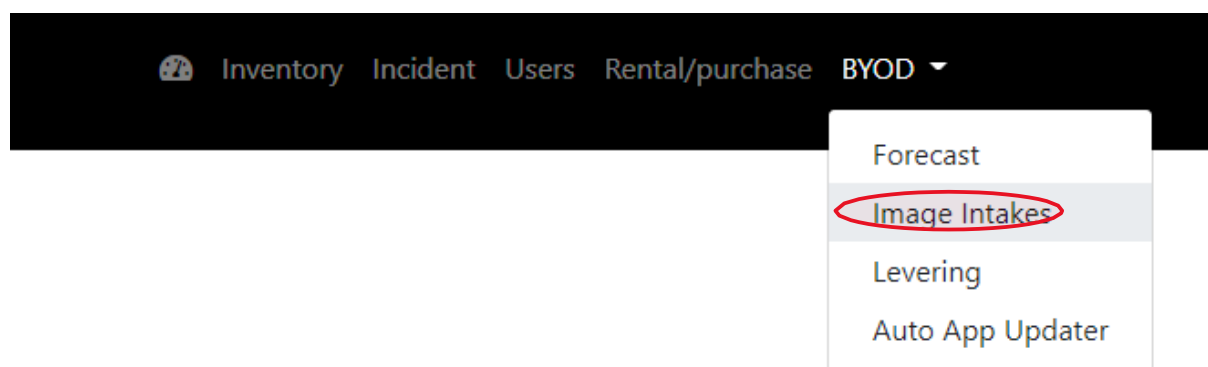 Inventory Incident Users Rental/purchase BYOD
Forecast
Image Intakes
Levering
Auto App Updater